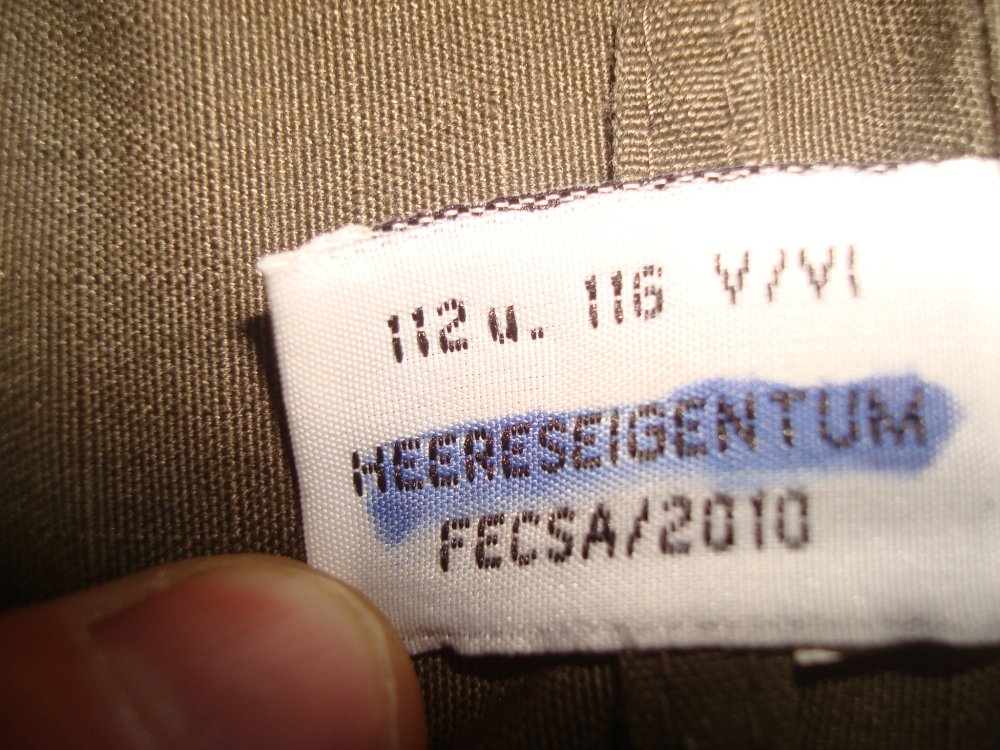 112 u. 116 V/VI
HEERESEIGENTUM
FECSA/2010